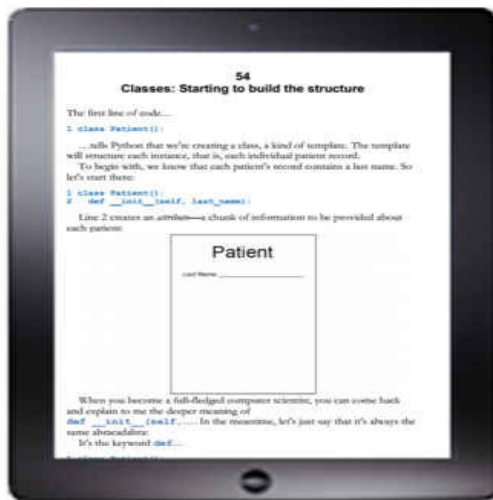 54
Classes: Starting to build the structure
The first line of code…
1 class Patient():
…tells Python that we're creating a class, a kind of template. The template
will structure each instance, that is, each individual patient record.
To begin with, we know that each patient's record contains a last name. So
let's start there:
1 class Patient():
2 def __init__(self, last_name):
Line 2 creates an attribute—a chunk of information to be provided about
each patient:
Patient
Last Name
When you become a full-fledged computer scientist, you can come back
and explain to me the deeper meaning of
def __init__(self,.... In the meantime, let's just say that it's always the
same abracadabra:
It's the keyword def…
1 class Patient():